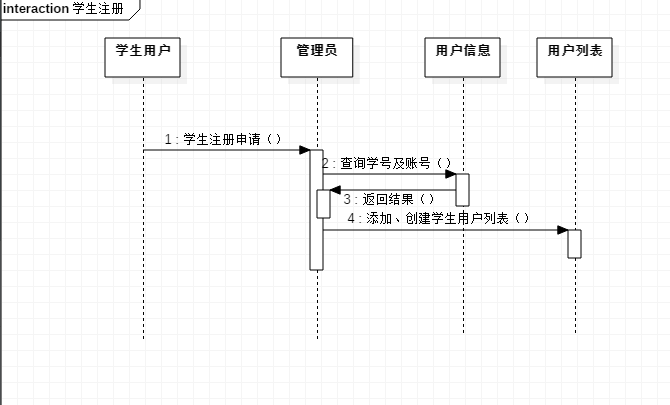 interaction 学生注册
学生用户
管理员
用户信息
用户列表
1 : 学生注册申请（）
2 : 查询学号及账号（）
3 : 返回结果（）
4 : 添加、创建学生用户列表（）